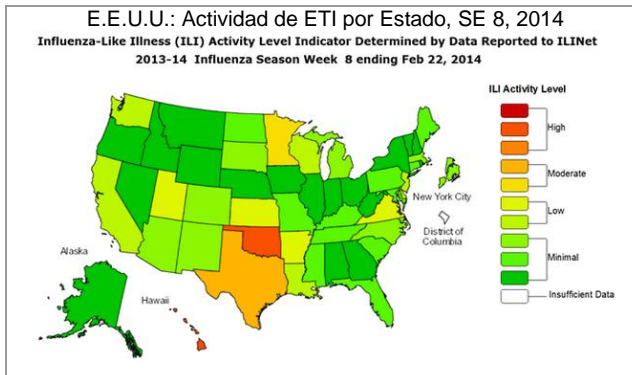 E.E.U.U.: Actividad de ETI por Estado, SE 8, 2014
Influenza-Like Illness (ILI) Activity Level Indicator Determined by Data Reported to ILINet
2013-14 Influenza Season Week 8 ending Feb 22, 2014
ILI Activity Level
High
Moderate
Low
Minimal
Insufficient Data
New York City
District of
Columbia
Alaska
Hawaii